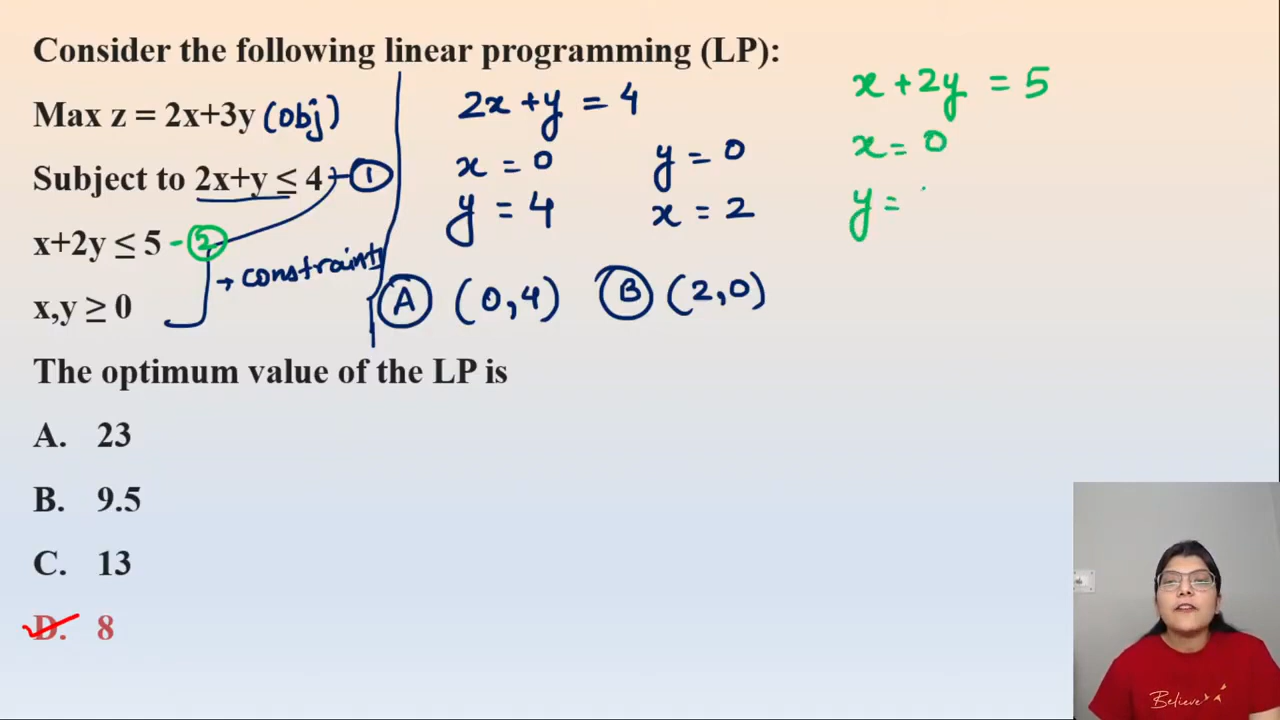 Consider the following linear programming (LP):
Max z = 2x+3y (obj)
Subject to 2x+y ≤ 4 - 1
x+2y ≤ 5 - 2
→ constraints
x,y ≥ 0
2x + y = 4
x = 0 y = 0
y = 4 x = 2
A (0,4) B (2,0)
x + 2y = 5
x = 0
y =
The optimum value of the LP is
A. 23
B. 9.5
C. 13
D. 8
Believe